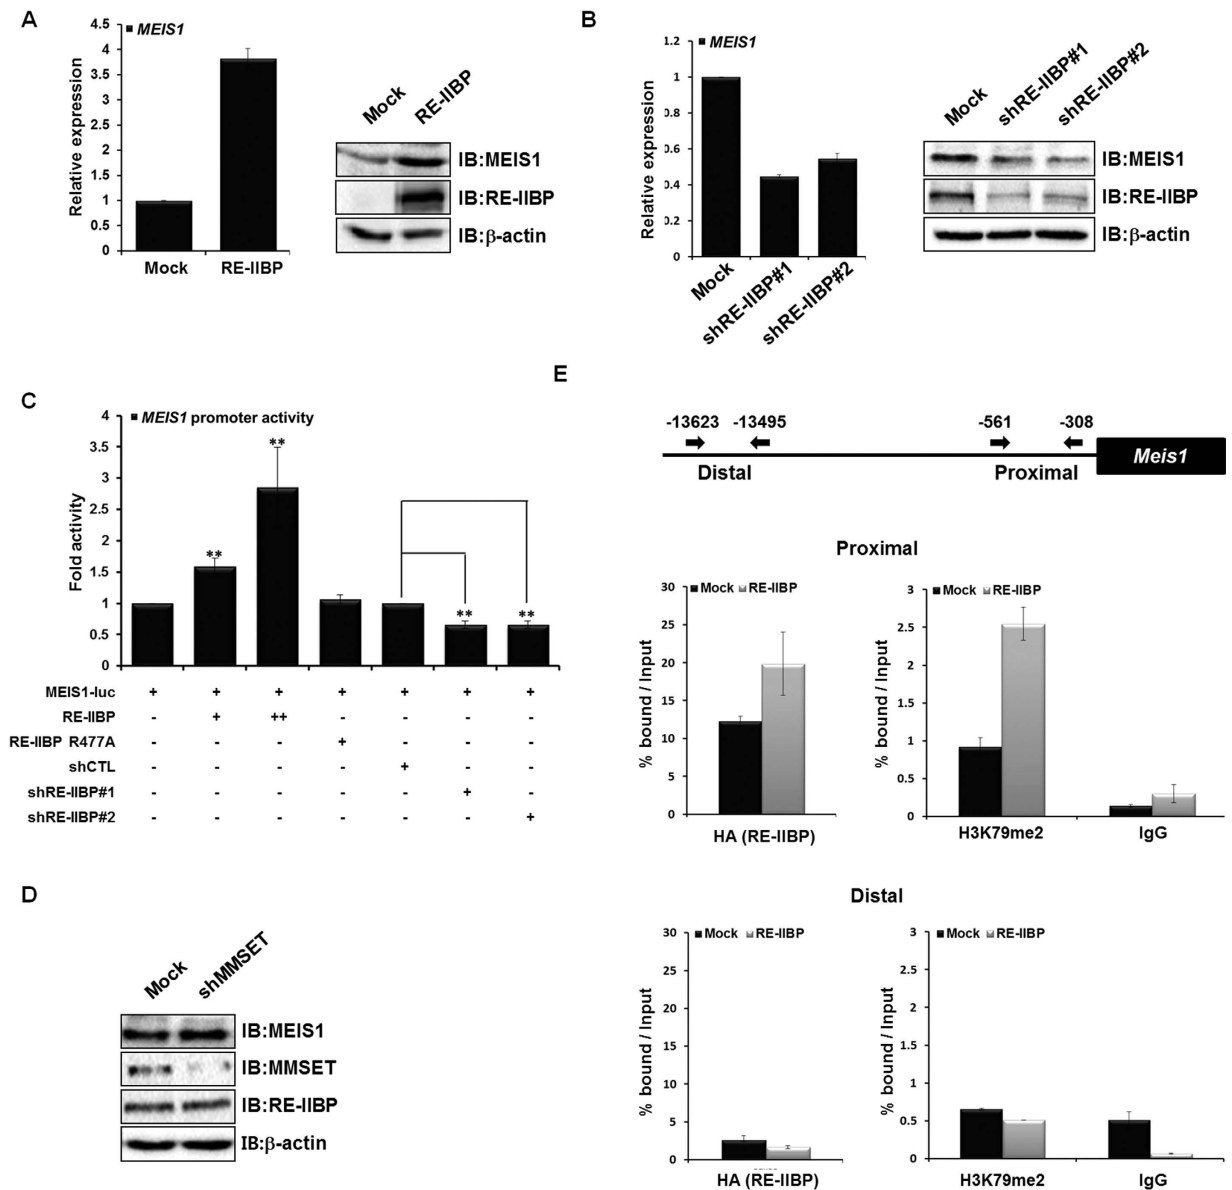 A
MEIS1
Relative expression
4.5
4
3.5
3
2.5
2
1.5
1
0.5
0
Mock RE-IIBP
Mock RE-IIBP
IB:MEIS1
IB:RE-IIBP
IB:β-actin
B
MEIS1
Relative expression
1.2
1
0.8
0.6
0.4
0.2
0
Mock shRE-IIBP#1 shRE-IIBP#2
Mock shRE-IIBP#1 shRE-IIBP#2
IB:MEIS1
IB:RE-IIBP
IB:β-actin
C
MEIS1 promoter activity
Fold activity
4
3.5
3
2.5
2
1.5
1
0.5
0
** ** ** **
MEIS1-luc + + + + + + +
RE-IIBP - + ++ - - - -
RE-IIBP R477A - - - + - - -
shCTL - - - - + - -
shRE-IIBP#1 - - - - - + -
shRE-IIBP#2 - - - - - - +
D
Mock shMMSET
IB:MEIS1
IB:MMSET
IB:RE-IIBP
IB:β-actin
E
-13623 -13495 -561 -308
Distal Proximal Meis1
Proximal
Mock RE-IIBP
% bound / Input
30
25
20
15
10
5
0
HA (RE-IIBP)
Mock RE-IIBP
% bound / Input
3
2.5
2
1.5
1
0.5
0
H3K79me2 IgG
Distal
Mock RE-IIBP
% bound / Input
30
25
20
15
10
5
0
HA (RE-IIBP)
Mock RE-IIBP
% bound / Input
3
2.5
2
1.5
1
0.5
0
H3K79me2 IgG